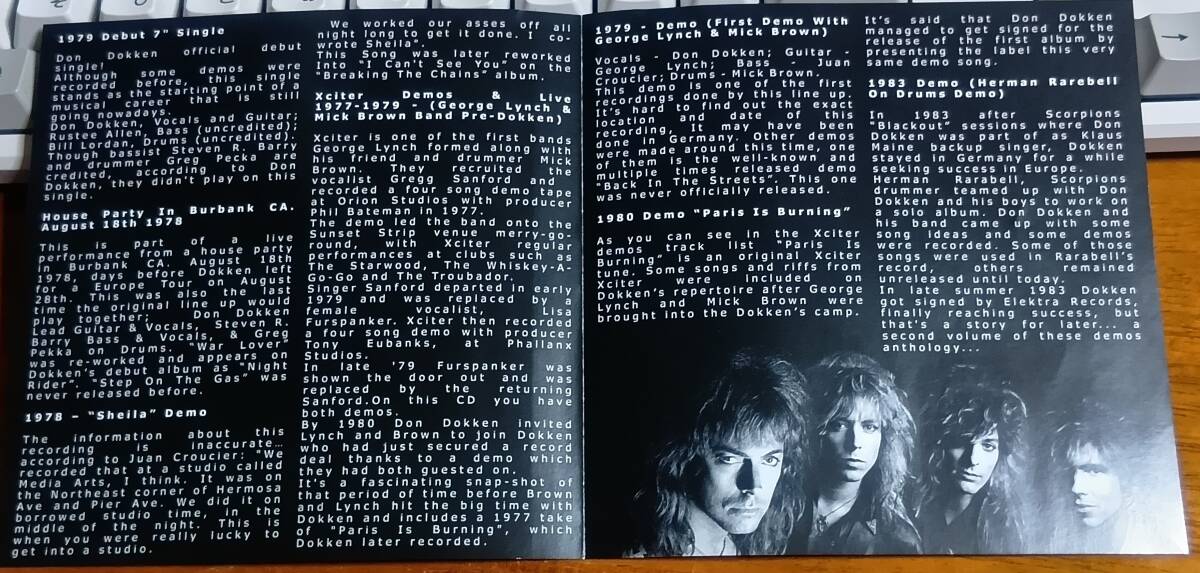 1979 Debut 7" Single
Don Dokken official debut
single!
Although some demos were
recorded before, this single
stands as the starting point of a
musical career that is still
going nowadays.
Don Dokken, Vocals and Guitar;
Rustee Allen, Bass (uncredited);
Bill Lordan, Drums (uncredited).
Though bassist Steven R. Barry
and drummer Greg Pecka are
credited, according to Don
Dokken, they didn't play on this
single.
House Party In Burbank CA.
August 18th 1978
This is part of a live
performance from a house party
in Burbank CA. August 18th
1978, days before Dokken left
for a Europe Tour on August
28th. This was also the last
time the original line up would
play together; Don Dokken
Lead Guitar & Vocals, Steven R.
Barry Bass & Vocals, & Greg
Pekka on Drums. "War Lover"
was re-worked and appears on
Dokken's debut album as "Night
Rider". "Step On The Gas" was
never released before.
1978 – "Sheila" Demo
The information about this
recording is inaccurate...
according to Juan Croucier: "We
recorded that at a studio called
Media Arts, I think. It was on
the Northeast corner of Hermosa
Ave and Pier Ave. We did it on
borrowed studio time, in the
middle of the night. This is
when you were really lucky to
get into a studio.
We worked our asses off all
night long to get it done. I co-
wrote Sheila".
This Song was later reworked
Into "I Can't See You" on the
"Breaking The Chains" album.
Xciter Demos & Live
1977-1979 - (George Lynch &
Mick Brown Band Pre-Dokken)
Xciter is one of the first bands
George Lynch formed along with
his friend and drummer Mick
Brown. They recruited the
vocalist Gregg Sanford and
recorded a four song demo tape
at Orion Studios with producer
Phil Bateman in 1977.
The demo led the band onto the
Sunset Strip venue merry-go-
round, with Xciter regular
performances at clubs such as
The Starwood, The Whiskey-A-
Go-Go and The Troubador.
Singer Sanford departed in early
1979 and was replaced by a
female vocalist, Lisa
Furspanker. Xciter then recorded
a four song demo with producer
Tony Eubanks, at Phallanx
Studios.
In late '79 Furspanker was
shown the door out and was
replaced by the returning
Sanford.On this CD you have
both demos.
By 1980 Don Dokken invited
Lynch and Brown to join Dokken
who had just secured a record
deal thanks to a demo which
they had both guested on.
It's a fascinating snap-shot of
that period of time before Brown
and Lynch hit the big time with
Dokken and includes a 1977 take
of "Paris Is Burning", which
Dokken later recorded.
1979 - Demo (First Demo With
George Lynch & Mick Brown)
Vocals - Don Dokken; Guitar -
George Lynch; Bass - Juan
Croucier; Drums - Mick Brown.
This demo is one of the first
recordings done by this line up.
It's hard to find out the exact
location and date of this
recording, It may have been
done in Germany. Other demos
were made around this time, one
of them is the well-known and
multiple times released demo
"Back In The Streets". This one
was never officially released.
1980 Demo "Paris Is Burning"
As you can see in the Xciter
demos track list "Paris Is
Burning" is an original Xciter
tune. Some songs and riffs from
Xciter were included on
Dokken's repertoire after George
Lynch and Mick Brown were
brought into the Dokken's camp.
It's said that Don Dokken
managed to get signed for the
release of the first album by
presenting the label this very
same demo song.
1983 Demo (Herman Rarebell
On Drums Demo)
In 1983 after Scorpions
"Blackout" sessions where Don
Dokken was part of as Klaus
Maine backup singer, Dokken
stayed in Germany for a while
seeking success in Europe.
Herman Rarabell, Scorpions
drummer teamed up with Don
Dokken and his boys to work on
a solo album. Don Dokken and
his band came up with some
song ideas and some demos
were recorded. Some of those
songs were used in Rarabell's
record, others remained
unreleased until today.
In late summer 1983 Dokken
got signed by Elektra Records,
finally reaching success, but
that's a story for later... a
second volume of these demos
anthology...